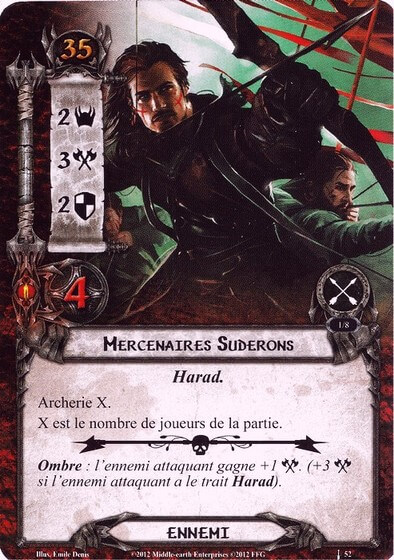 35
2
3
2
4
MERCENAIRES SUDERONS
1/8
Harad.
Archerie X.
X est le nombre de joueurs de la partie.
Ombre : l'ennemi attaquant gagne +1 . (+3
si l'ennemi attaquant a le trait Harad).
ENNEMI
Illus. Emile Denis
©2012 Middle-earth Enterprises ©2012 FFG
52